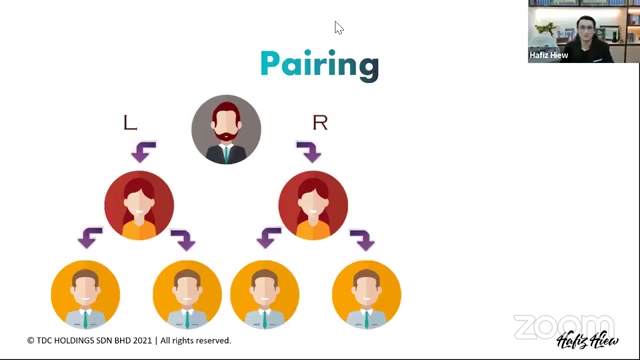 Hafiz Hiew
Pairing
L
R
© TDC HOLDINGS SDN BHD 2021 | All rights reserved.
zoom
Hafiz Hiew